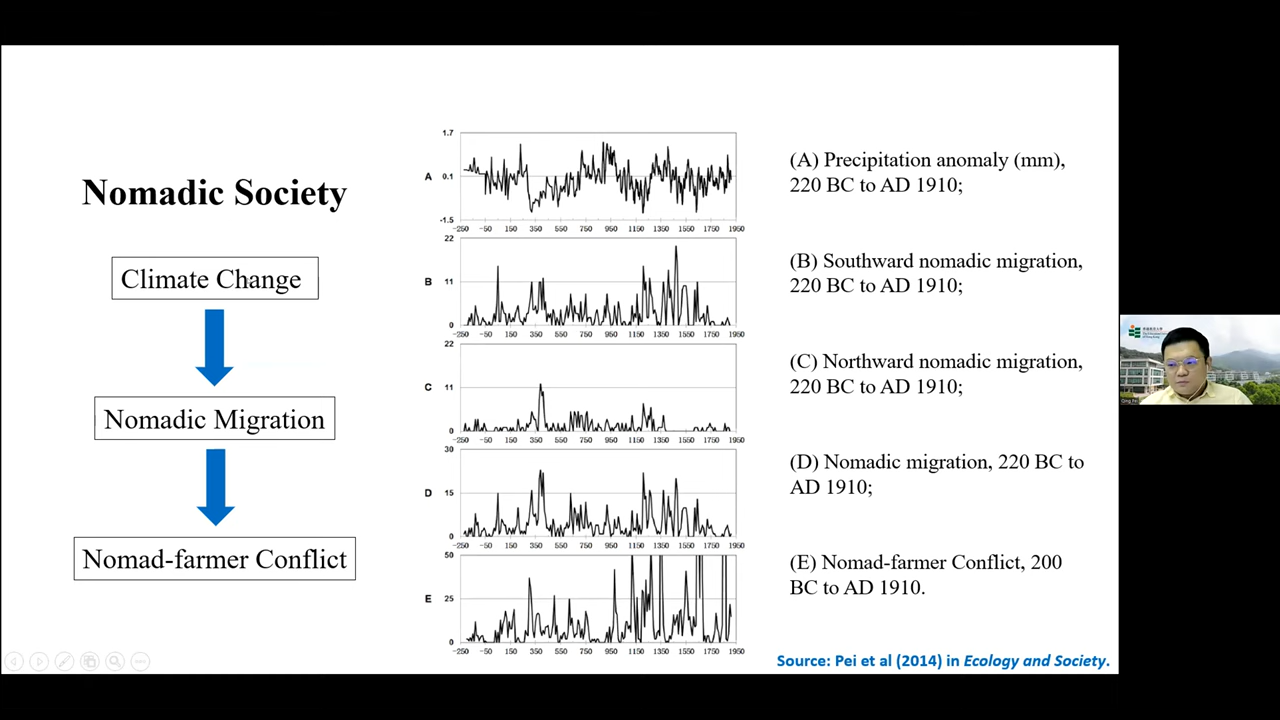 Nomadic Society
Climate Change
Nomadic Migration
Nomad-farmer Conflict
1.7
A
0.1
-1.5
-250 -50 150 350 550 750 950 1150 1350 1550 1750 1950
22
B
11
0
-250 -50 150 350 550 750 950 1150 1350 1550 1750 1950
22
C
11
0
-250 -50 150 350 550 750 950 1150 1350 1550 1750 1950
30
D
15
0
-250 -50 150 350 550 750 950 1150 1350 1550 1750 1950
50
E
25
0
-250 -50 150 350 550 750 950 1150 1350 1550 1750 1950
(A) Precipitation anomaly (mm),
220 BC to AD 1910;
(B) Southward nomadic migration,
220 BC to AD 1910;
(C) Northward nomadic migration,
220 BC to AD 1910;
(D) Nomadic migration, 220 BC to
AD 1910;
(E) Nomad-farmer Conflict, 200
BC to AD 1910.
Source: Pei et al (2014) in Ecology and Society.